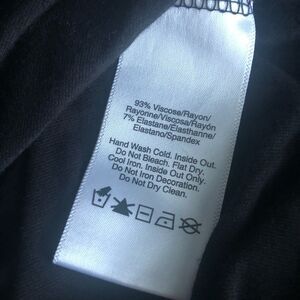 93% Viscose/Rayon/
Rayonne/Viscosa/Rayón
7% Elastane/Elasthanne/
Elastano/Spandex
Hand Wash Cold. Inside Out.
Do Not Bleach. Flat Dry.
Cool Iron. Inside Out Only.
Do Not Iron Decoration.
Do Not Dry Clean.